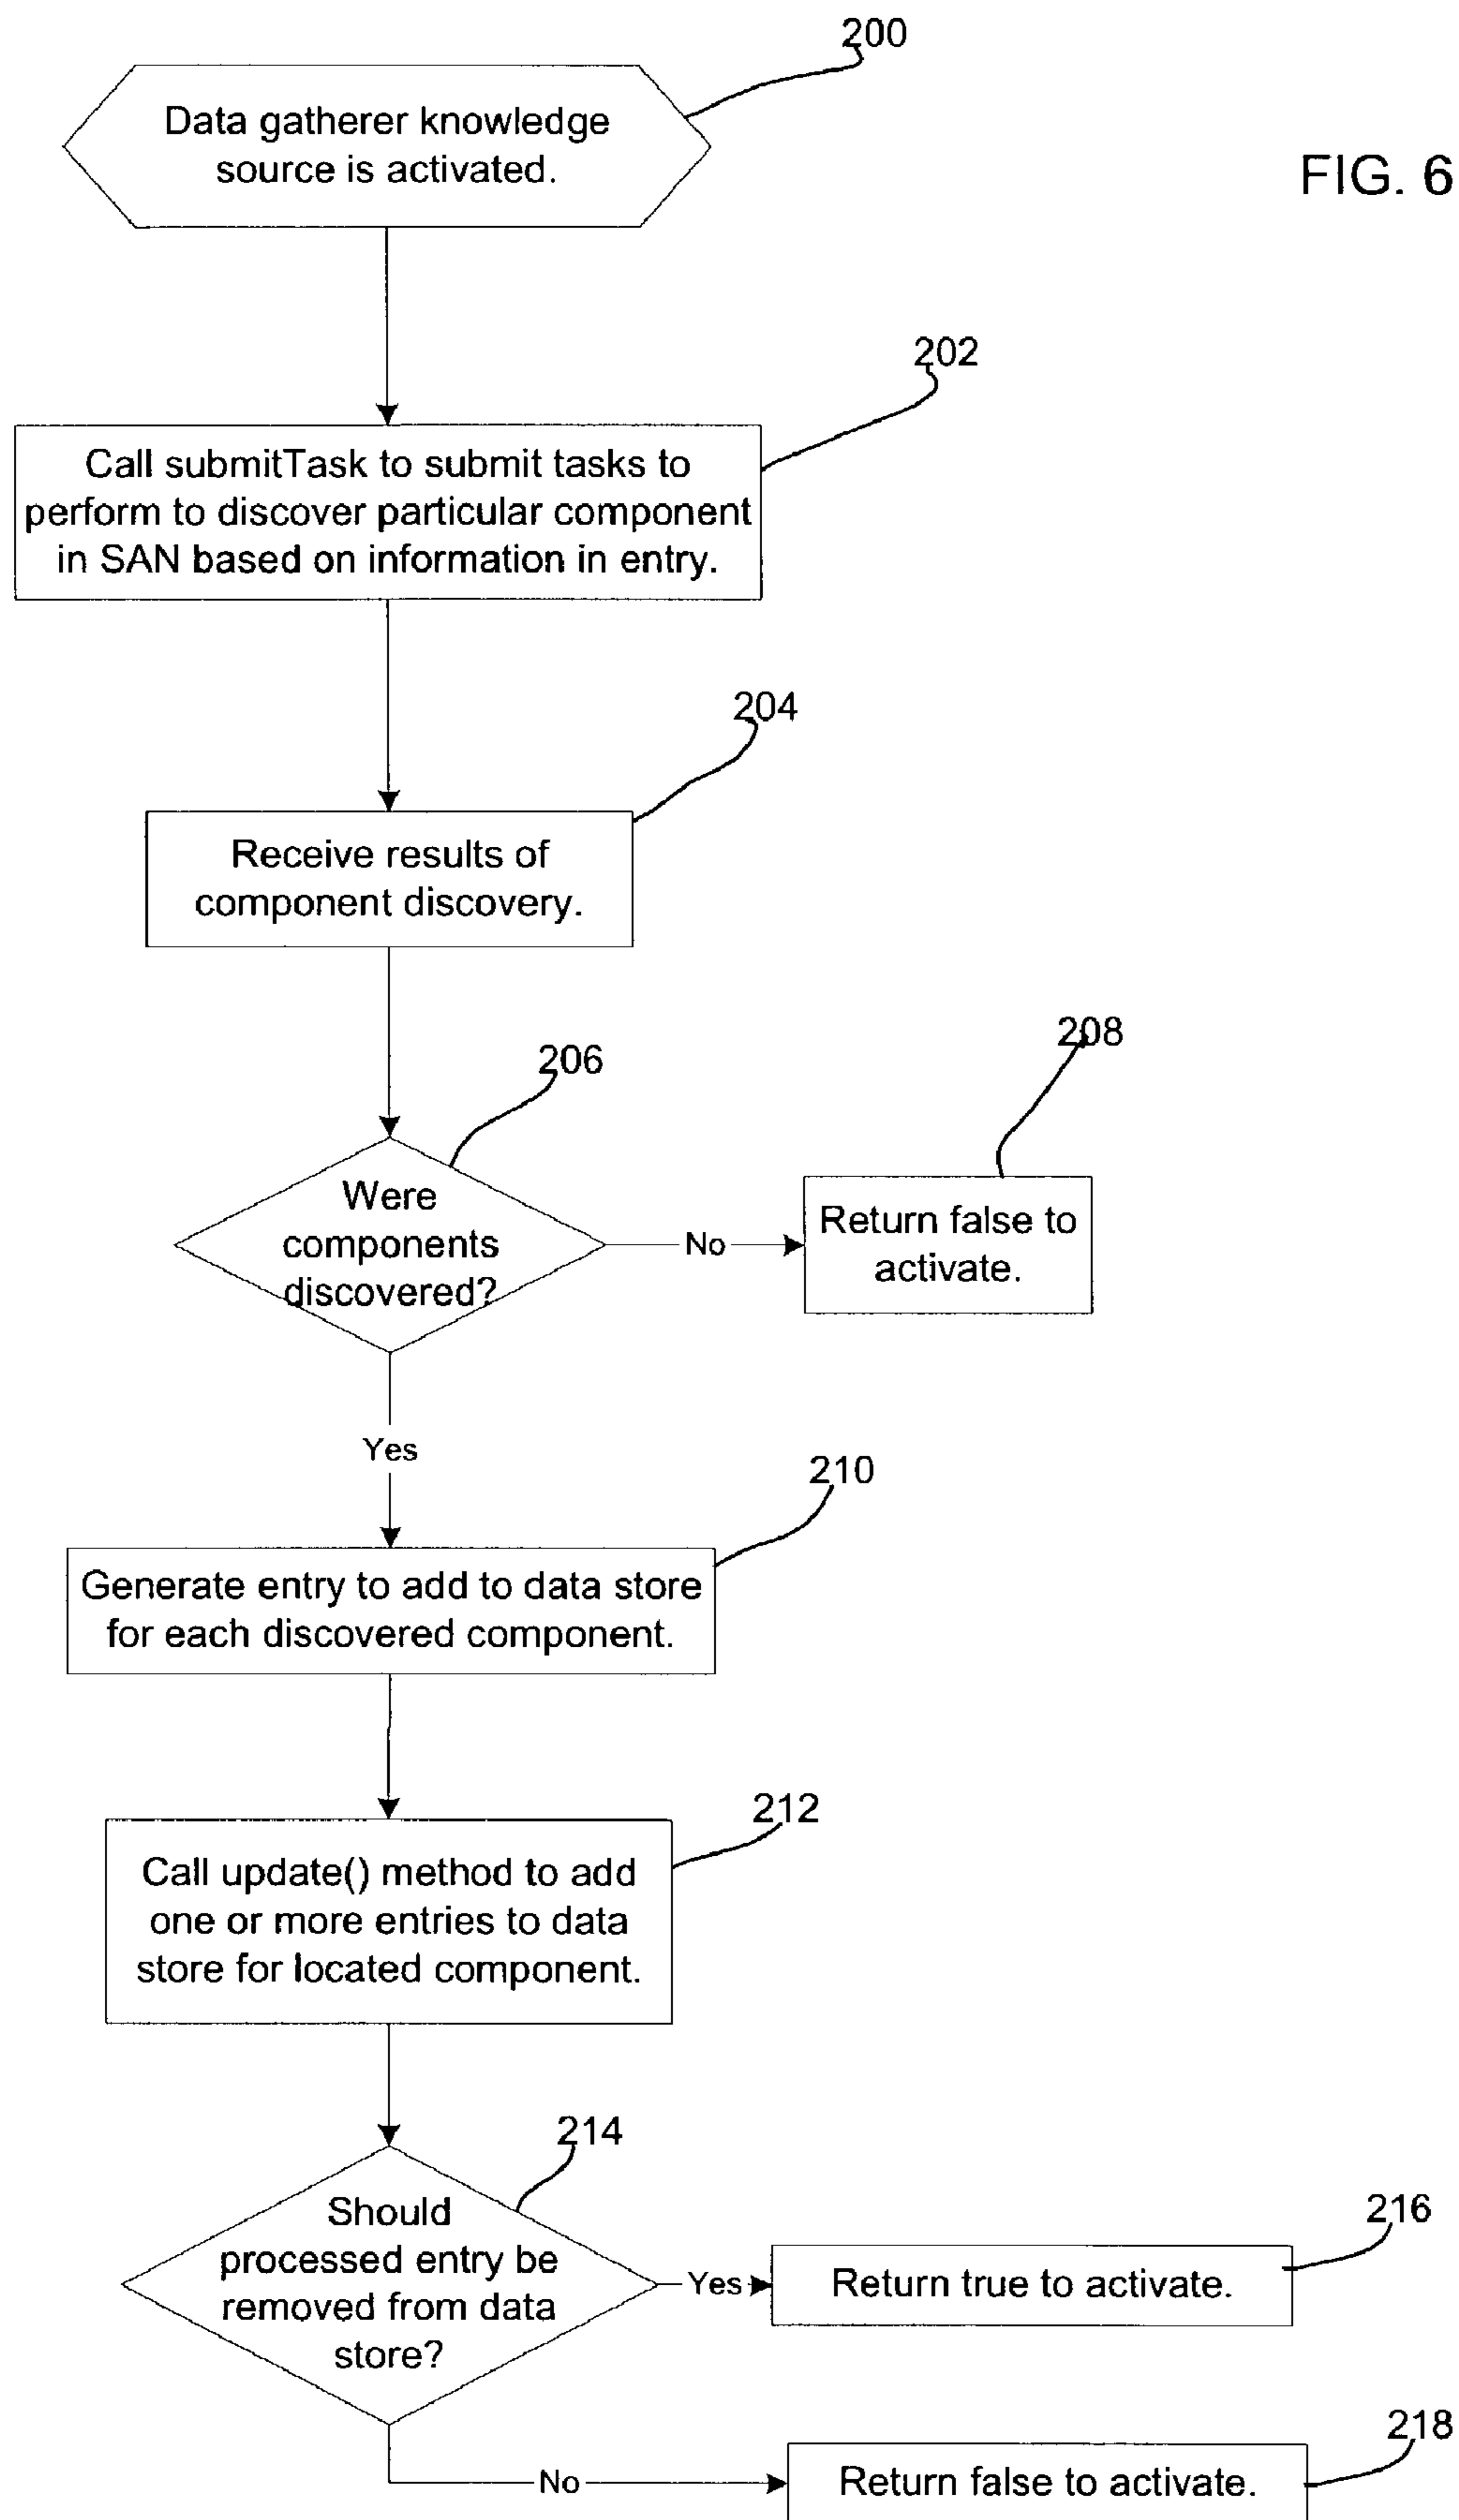 200
Data gatherer knowledge
source is activated.
FIG. 6
202
Call submitTask to submit tasks to
perform to discover particular component
in SAN based on information in entry.
204
Receive results of
component discovery.
206
208
Were
components
discovered?
No
Return false to
activate.
Yes
210
Generate entry to add to data store
for each discovered component.
212
Call update() method to add
one or more entries to data
store for located component.
214
Should
processed entry be
removed from data
store?
216
Yes
Return true to activate.
218
No
Return false to activate.